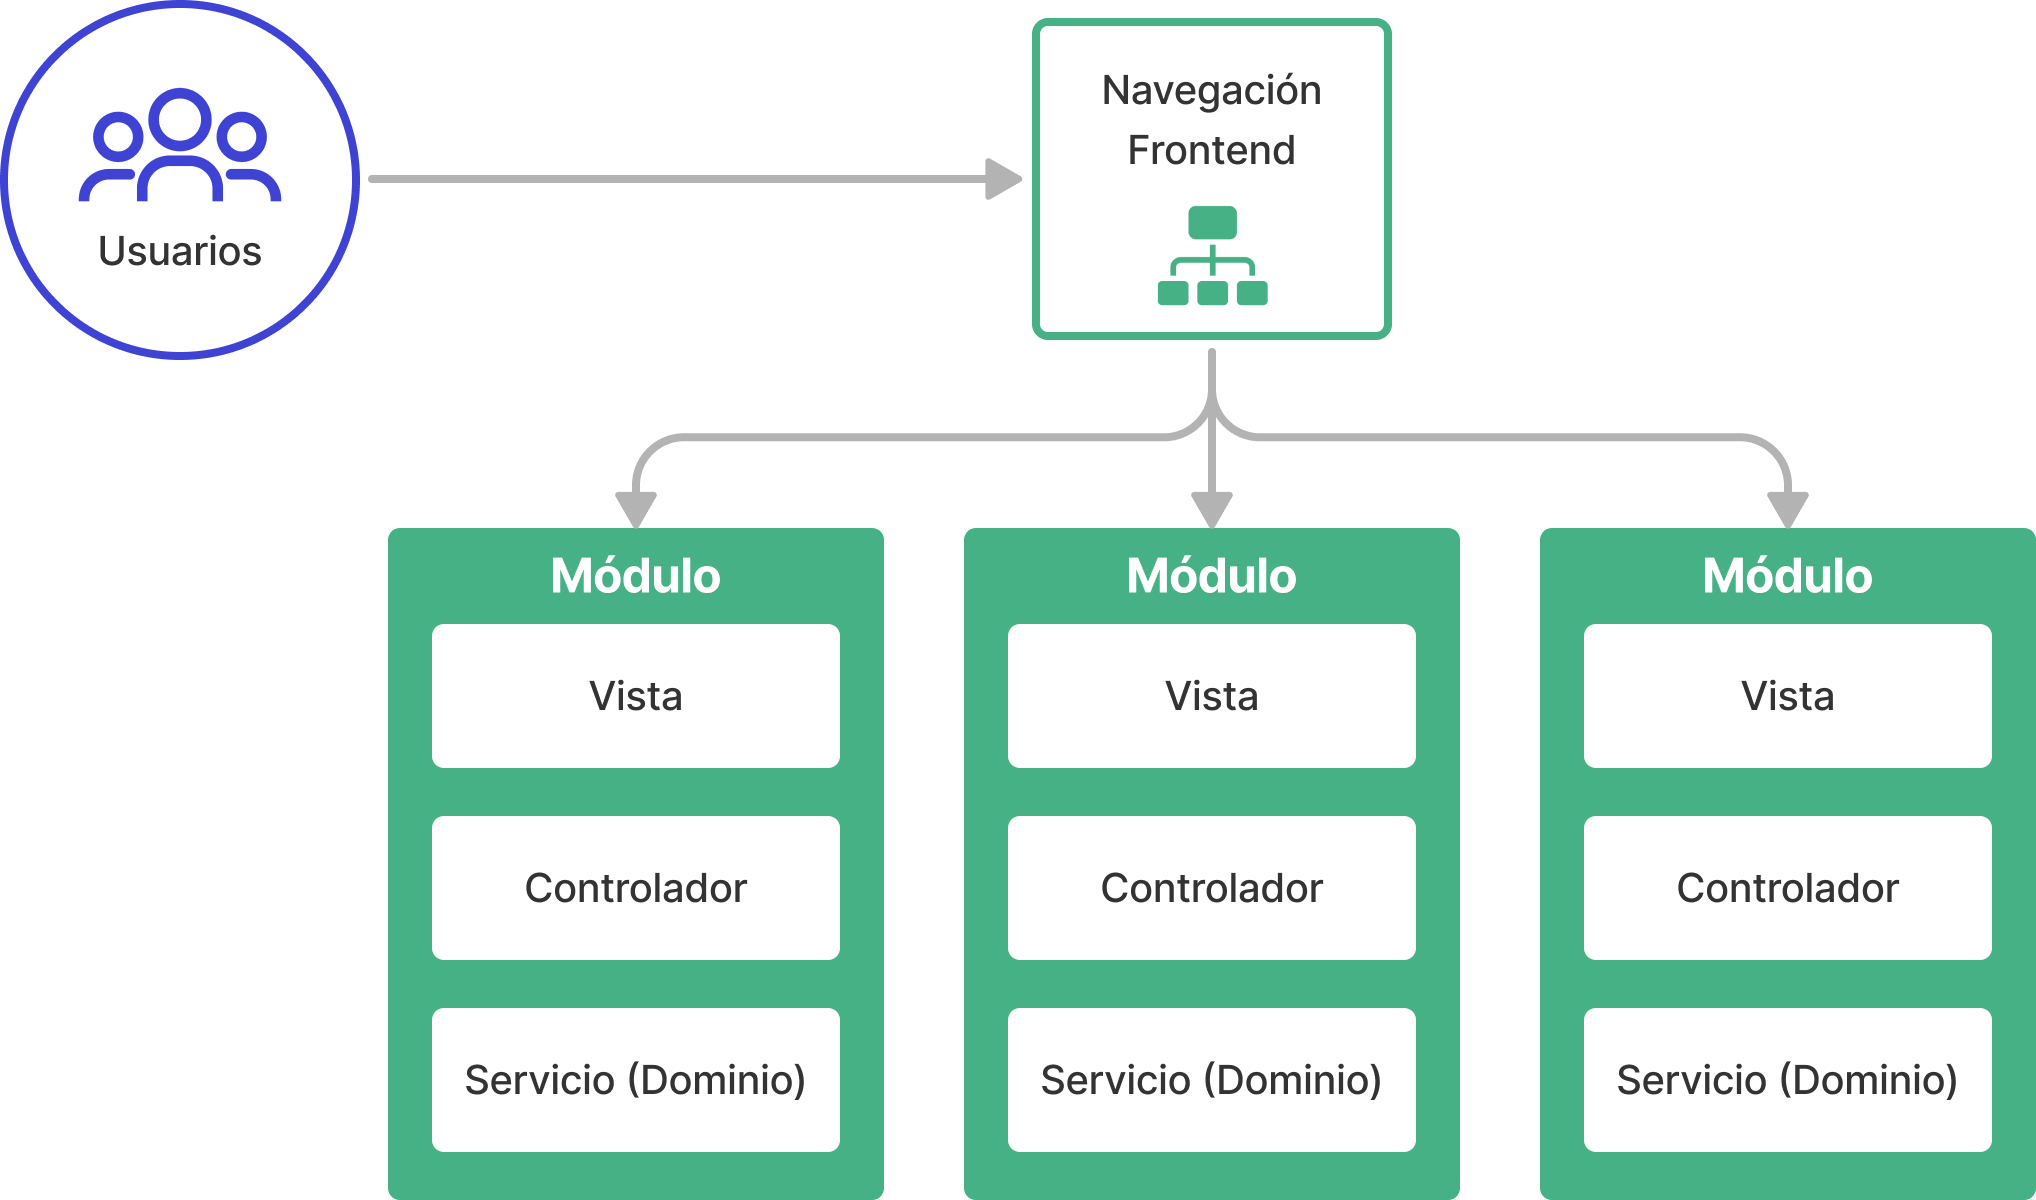 Usuarios
Navegación
Frontend
Módulo
Vista
Controlador
Servicio (Dominio)
Módulo
Vista
Controlador
Servicio (Dominio)
Módulo
Vista
Controlador
Servicio (Dominio)